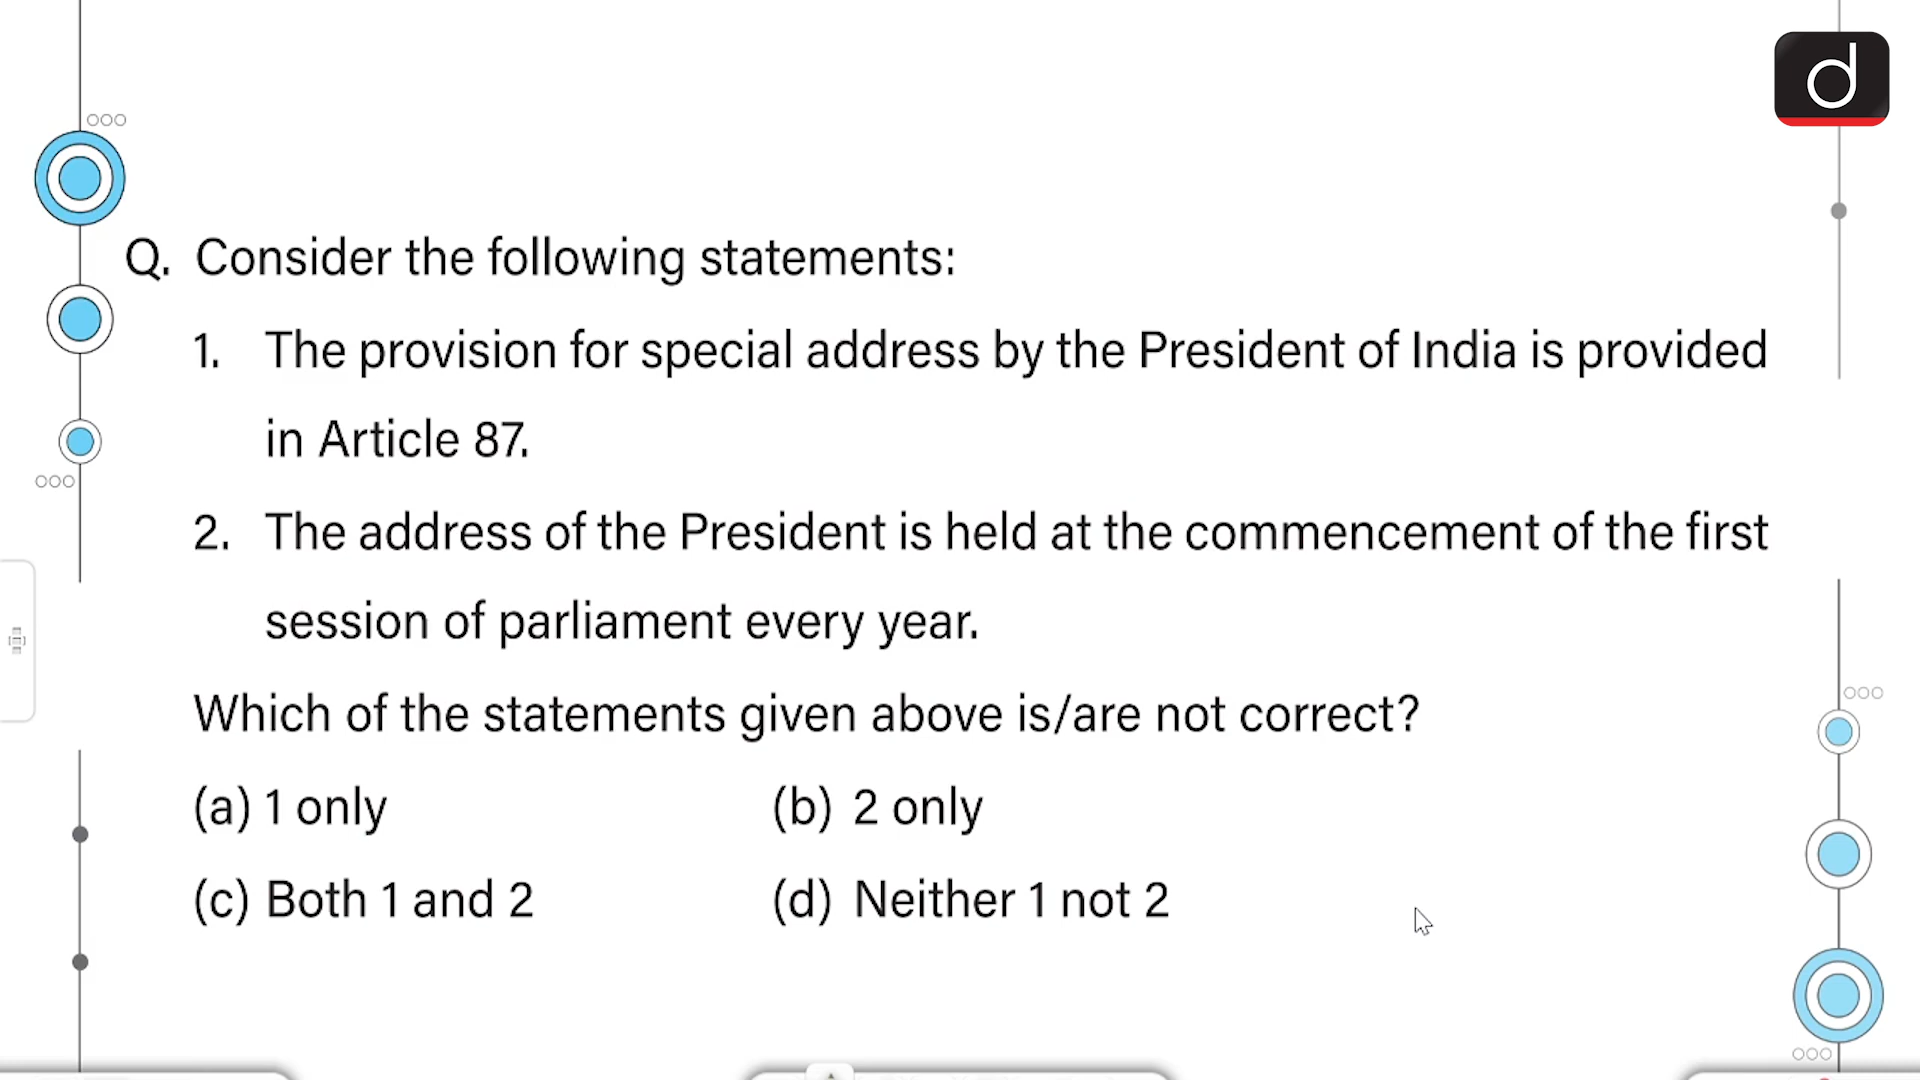 d
Q. Consider the following statements:
1. The provision for special address by the President of India is provided
in Article 87.
2. The address of the President is held at the commencement of the first
session of parliament every year.
Which of the statements given above is/are not correct?
(a) 1 only (b) 2 only
(c) Both 1 and 2 (d) Neither 1 not 2